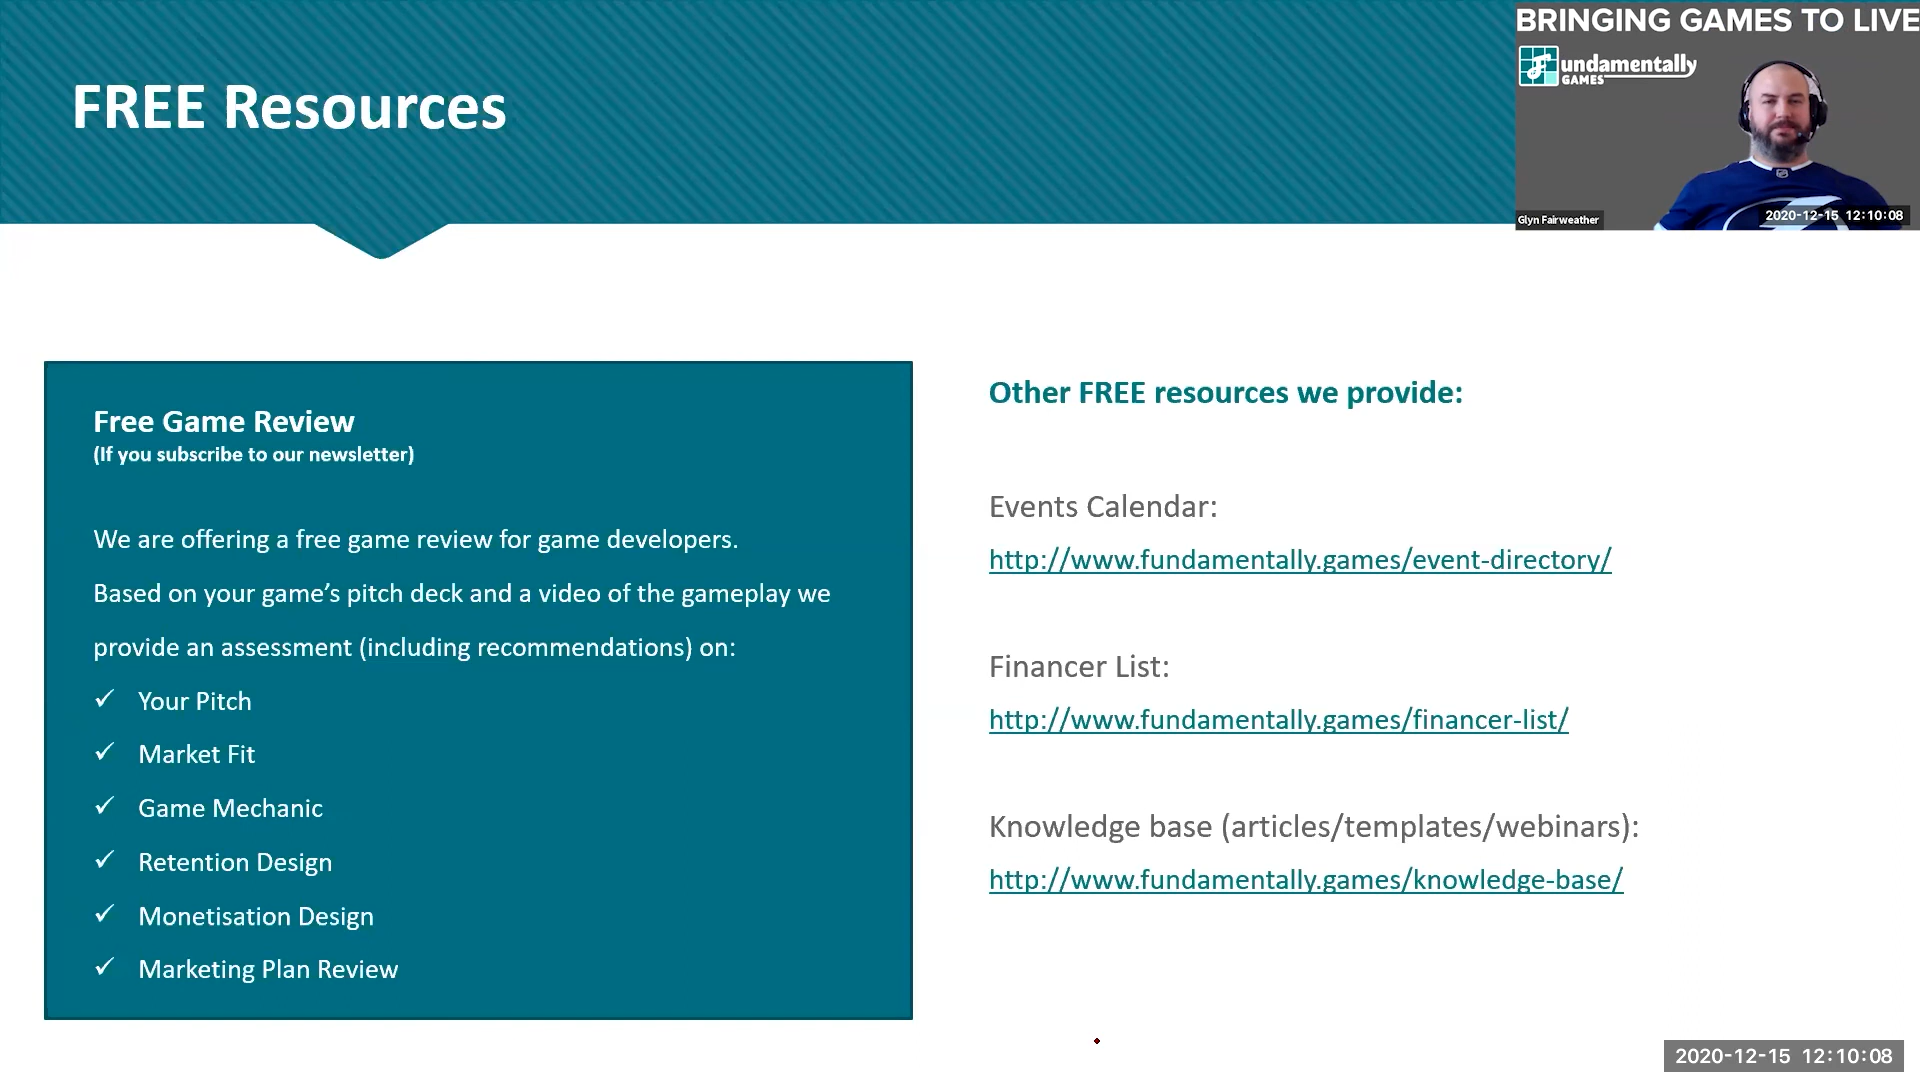 FREE Resources
BRINGING GAMES TO LIVE
Fundamentally
GAMES
Glyn Fairweather
2020-12-15 12:10:08
Free Game Review
(If you subscribe to our newsletter)
We are offering a free game review for game developers.
Based on your game’s pitch deck and a video of the gameplay we
provide an assessment (including recommendations) on:
✓ Your Pitch
✓ Market Fit
✓ Game Mechanic
✓ Retention Design
✓ Monetisation Design
✓ Marketing Plan Review
Other FREE resources we provide:
Events Calendar:
http://www.fundamentally.games/event-directory/
Financer List:
http://www.fundamentally.games/financer-list/
Knowledge base (articles/templates/webinars):
http://www.fundamentally.games/knowledge-base/
2020-12-15 12:10:08